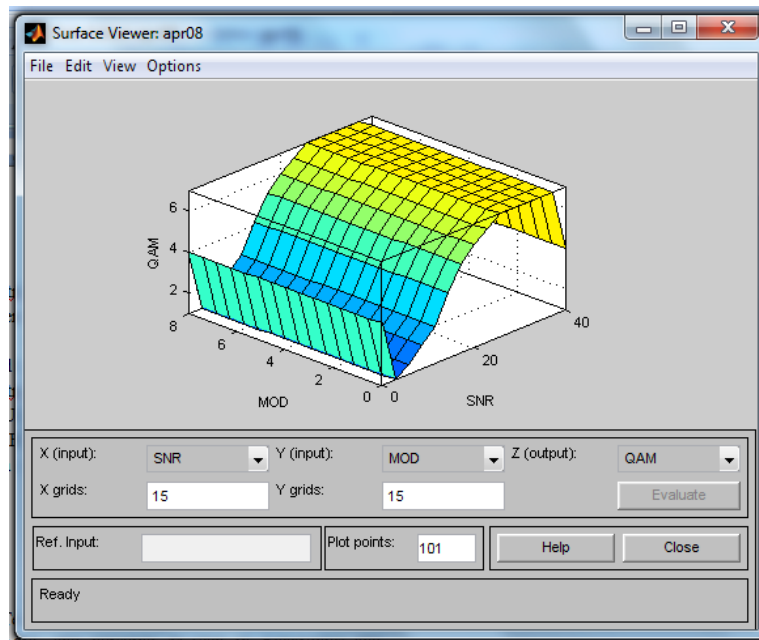 Surface Viewer: apr08
File Edit View Options
QAM
6
4
2
8
6
4
2
0
0
20
40
MOD
SNR
X (input):
SNR
Y (input):
MOD
Z (output):
QAM
X grids:
15
Y grids:
15
Evaluate
Ref. Input:
Plot points:
101
Help
Close
Ready